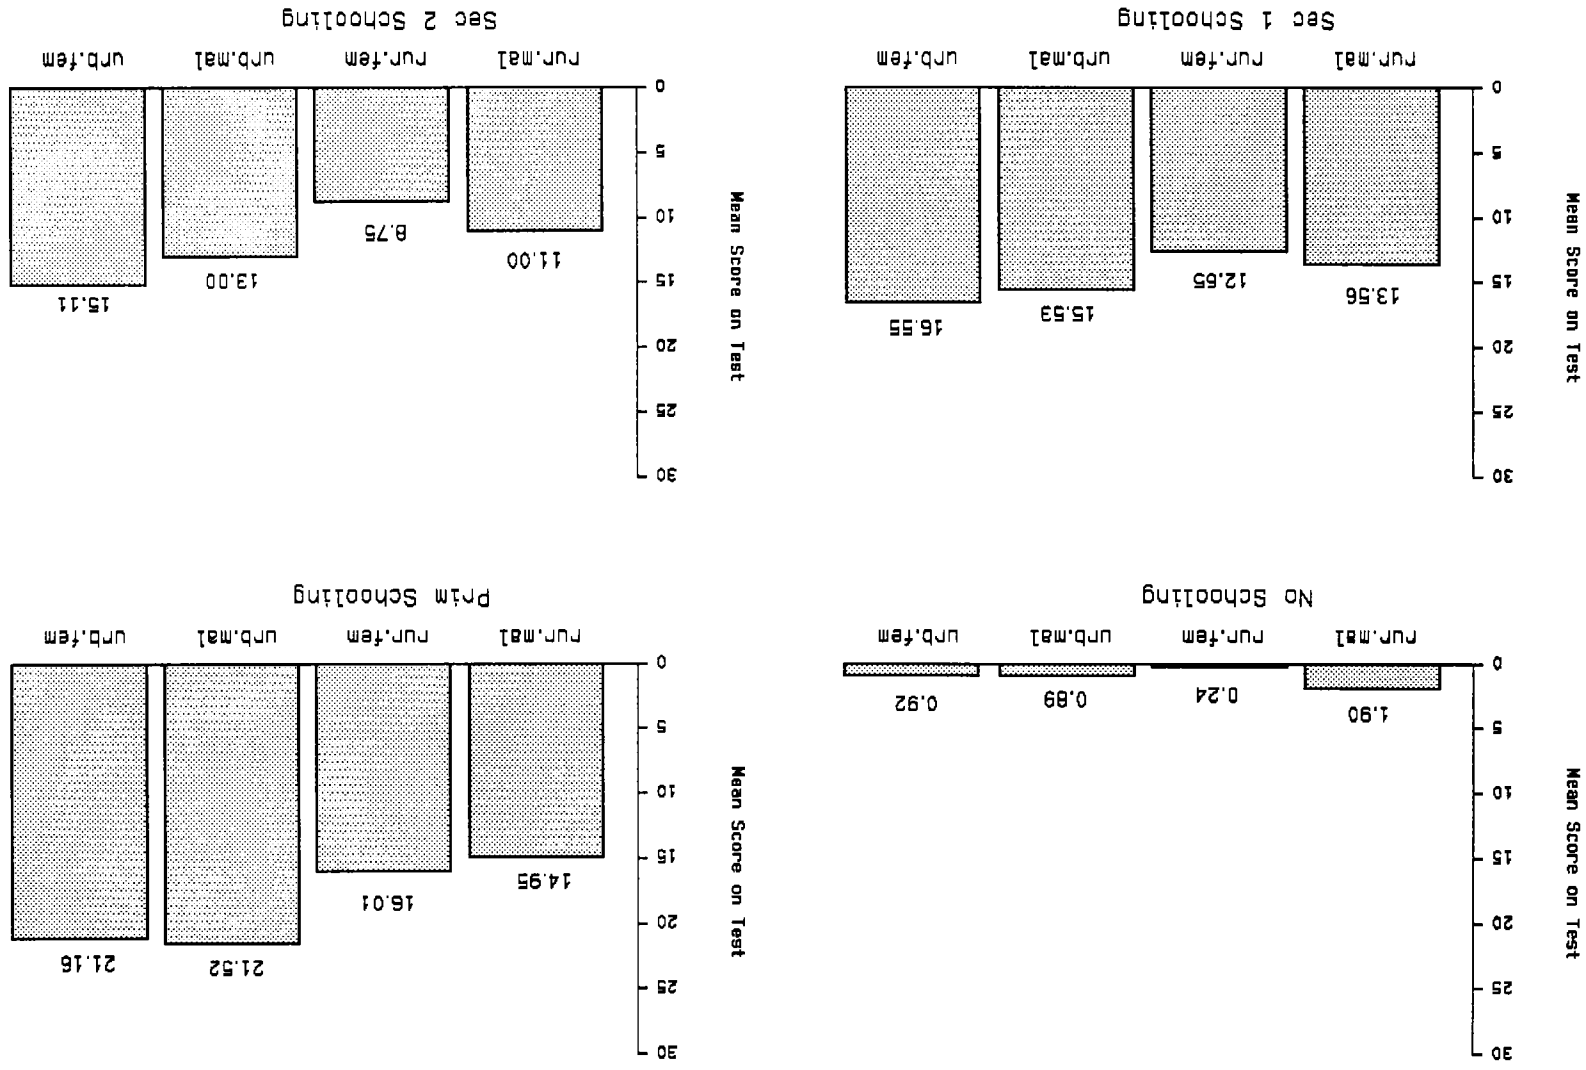 Mean Score on Test
30
25
20
15
10
5
0
1.90
0.24
0.89
0.92
rur.mal
rur.fem
urb.mal
urb.fem
No Schooling
Mean Score on Test
30
25
20
15
10
5
0
14.95
16.01
21.52
21.16
rur.mal
rur.fem
urb.mal
urb.fem
Prim Schooling
Mean Score on Test
30
25
20
15
10
5
0
13.56
12.65
15.53
16.55
rur.mal
rur.fem
urb.mal
urb.fem
Sec 1 Schooling
Mean Score on Test
30
25
20
15
10
5
0
11.00
8.75
13.00
15.11
rur.mal
rur.fem
urb.mal
urb.fem
Sec 2 Schooling